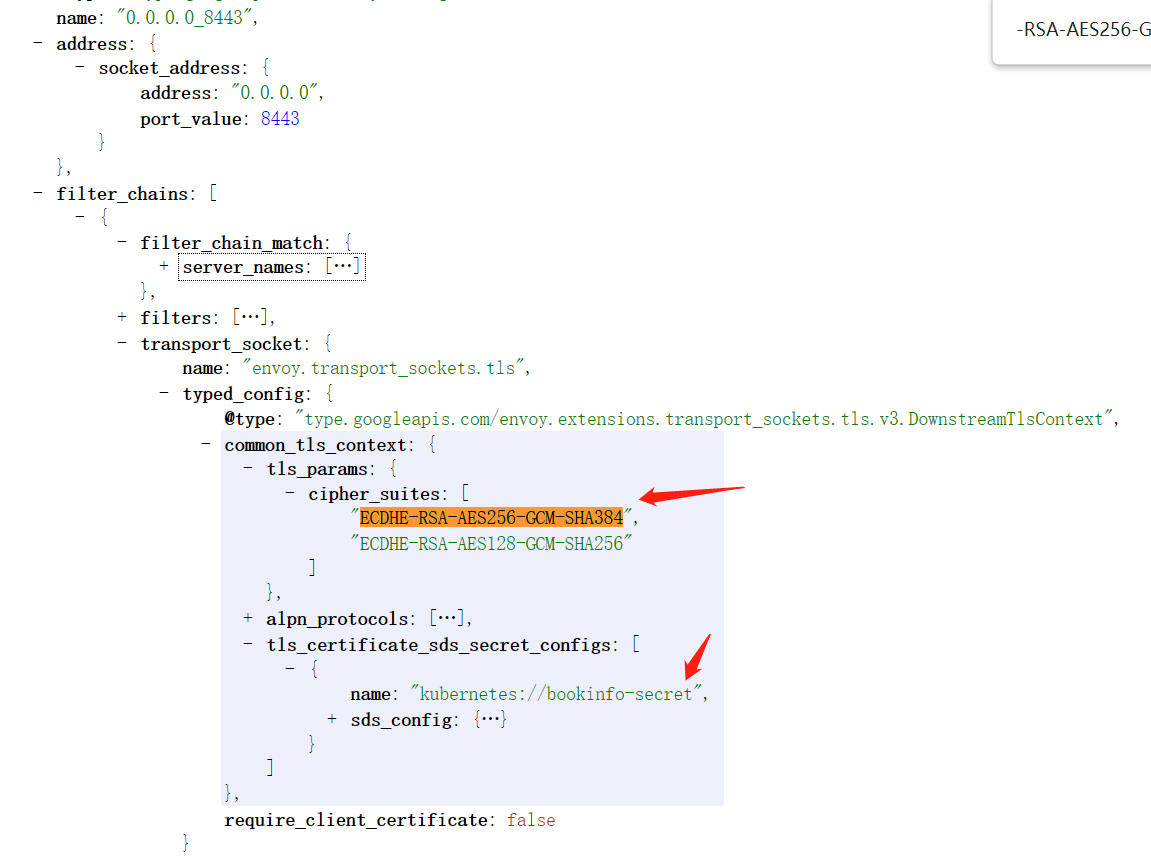 name: "0.0.0.0_8443",
- address: {
- socket_address: {
address: "0.0.0.0",
port_value: 8443
}
},
- filter_chains: [
- {
- filter_chain_match: {
+ server_names: […]
},
+ filters: […],
- transport_socket: {
name: "envoy.transport_sockets.tls",
- typed_config: {
@type: "type.googleapis.com/envoy.extensions.transport_sockets.tls.v3.DownstreamTlsContext",
- common_tls_context: {
- tls_params: {
- cipher_suites: [
"ECDHE-RSA-AES256-GCM-SHA384",
"ECDHE-RSA-AES128-GCM-SHA256"
]
},
+ alpn_protocols: […],
- tls_certificate_sds_secret_configs: [
- {
name: "kubernetes://bookinfo-secret",
+ sds_config: {…}
}
]
},
require_client_certificate: false
}
-RSA-AES256-G